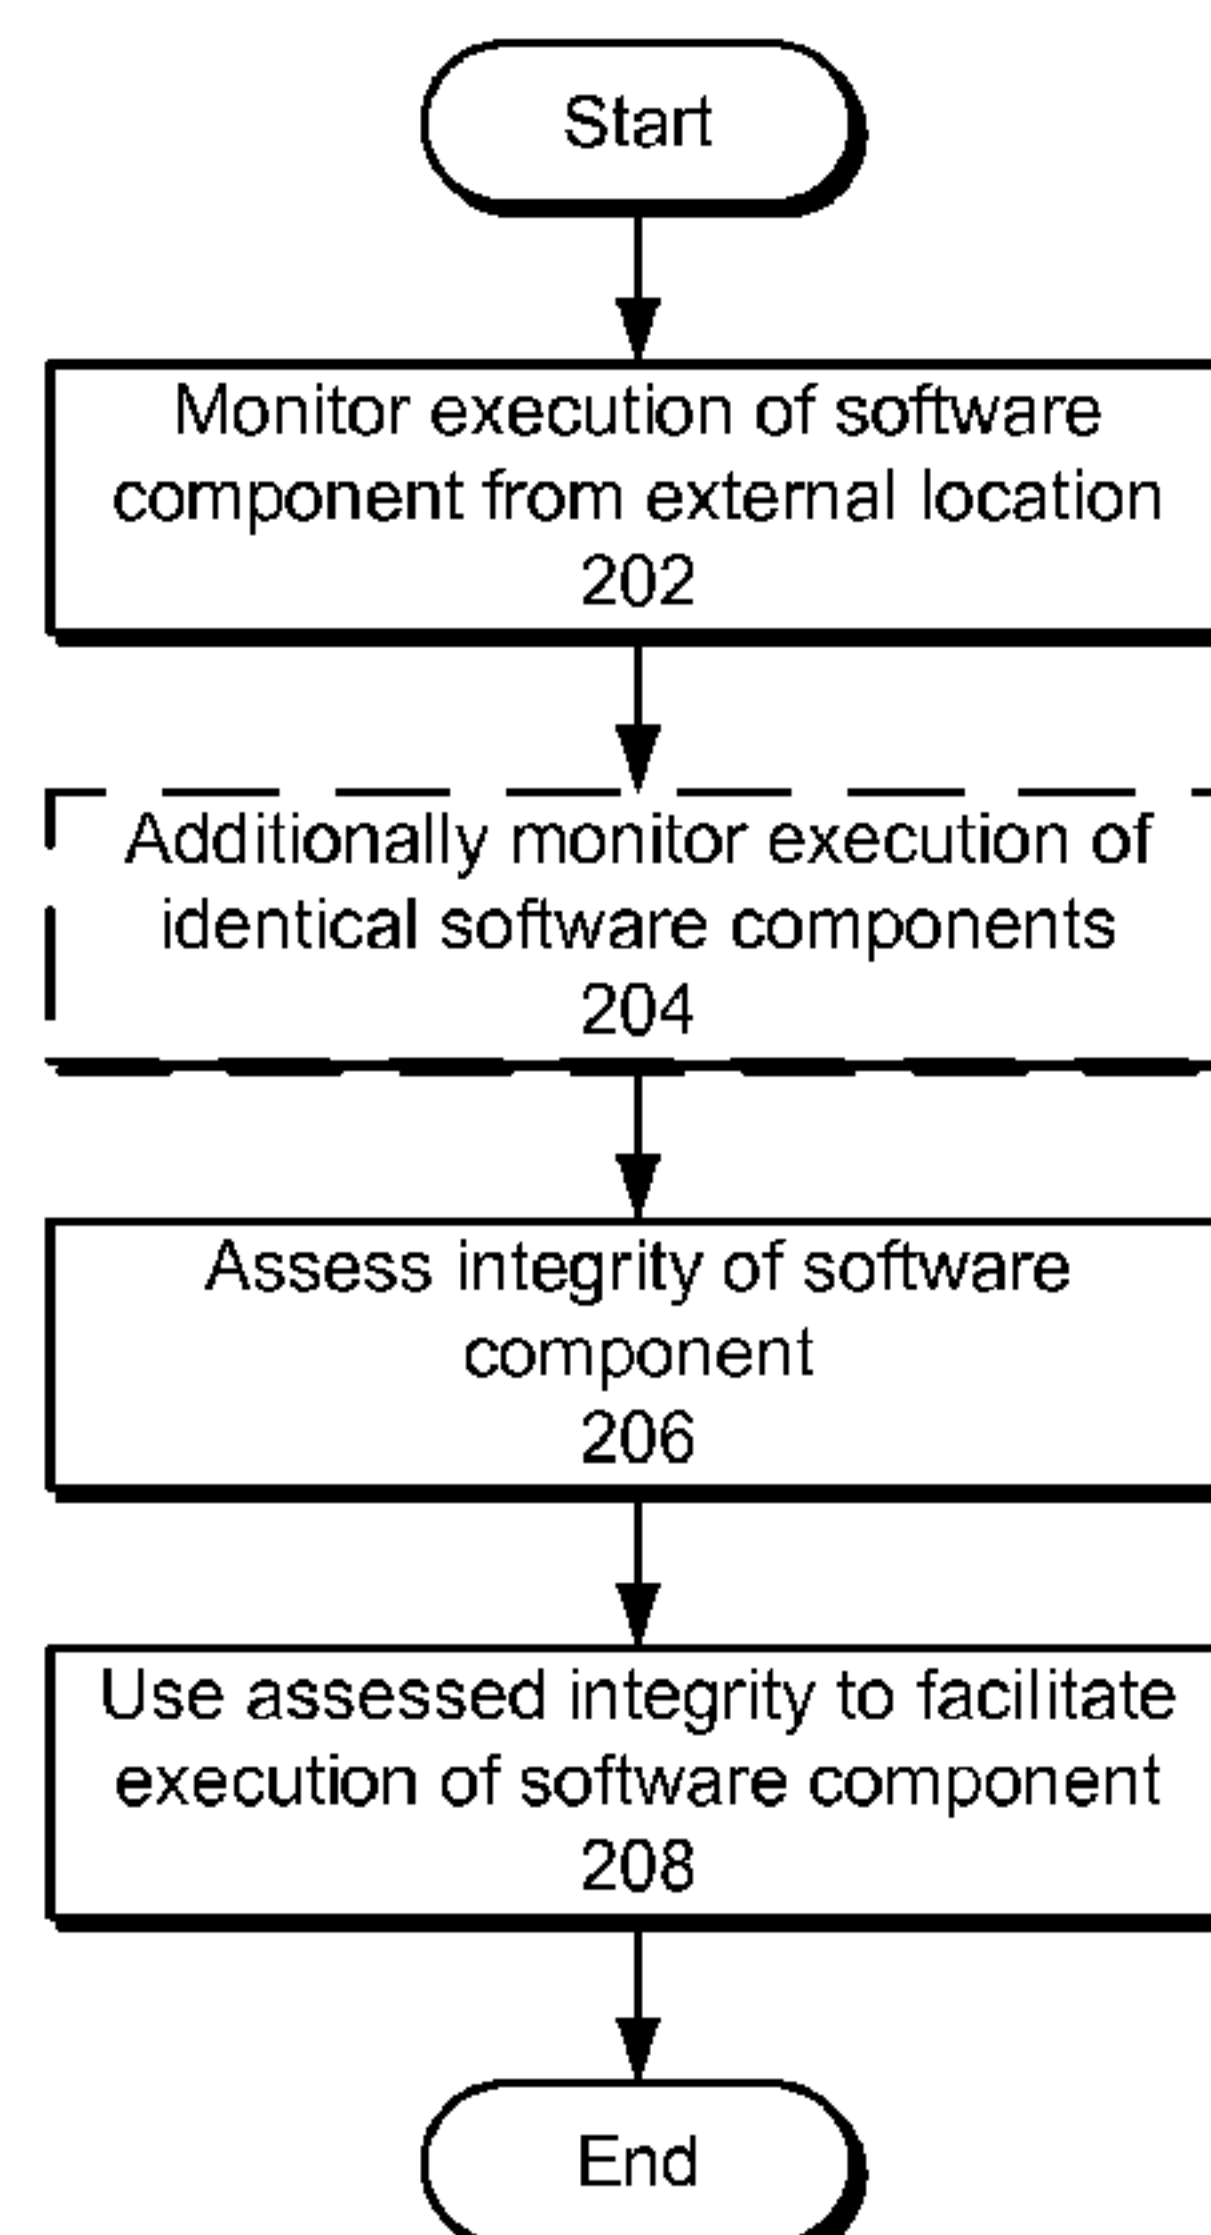 Start
Monitor execution of software
component from external location
202
Additionally monitor execution of
identical software components
204
Assess integrity of software
component
206
Use assessed integrity to facilitate
execution of software component
208
End